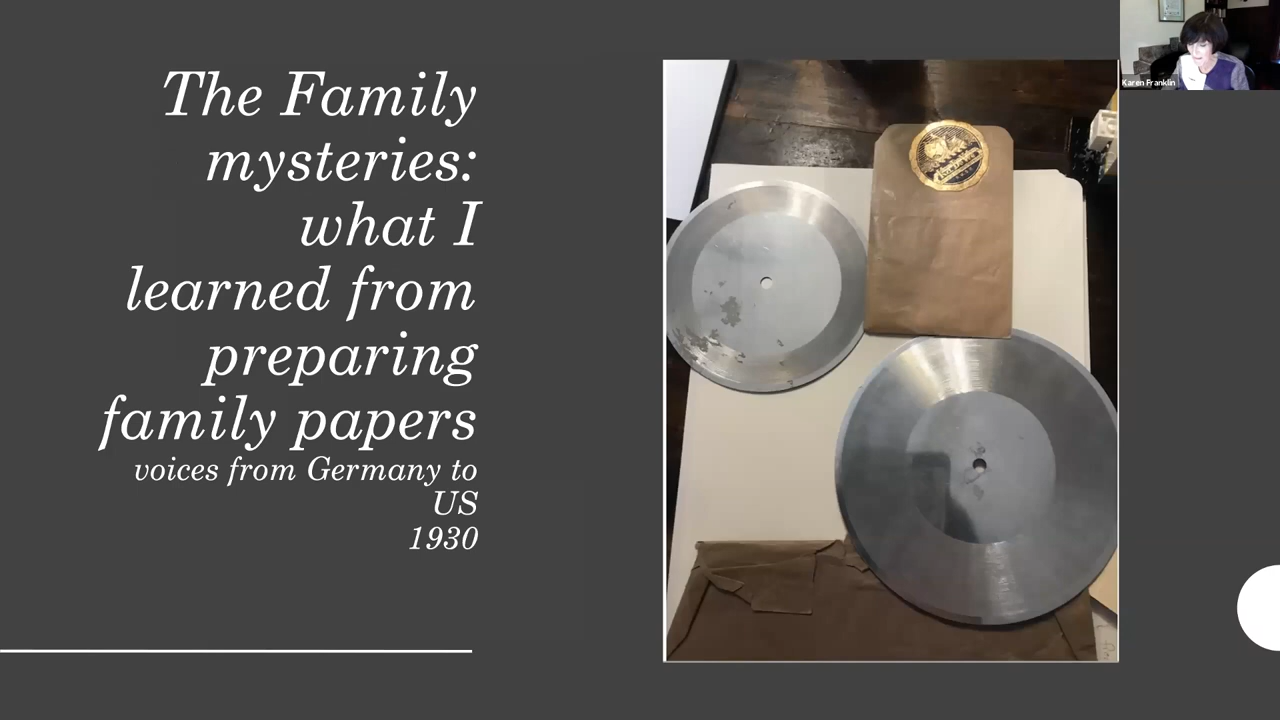 The Family
mysteries:
what I
learned from
preparing
family papers
voices from Germany to
US
1930
Karen Franklin